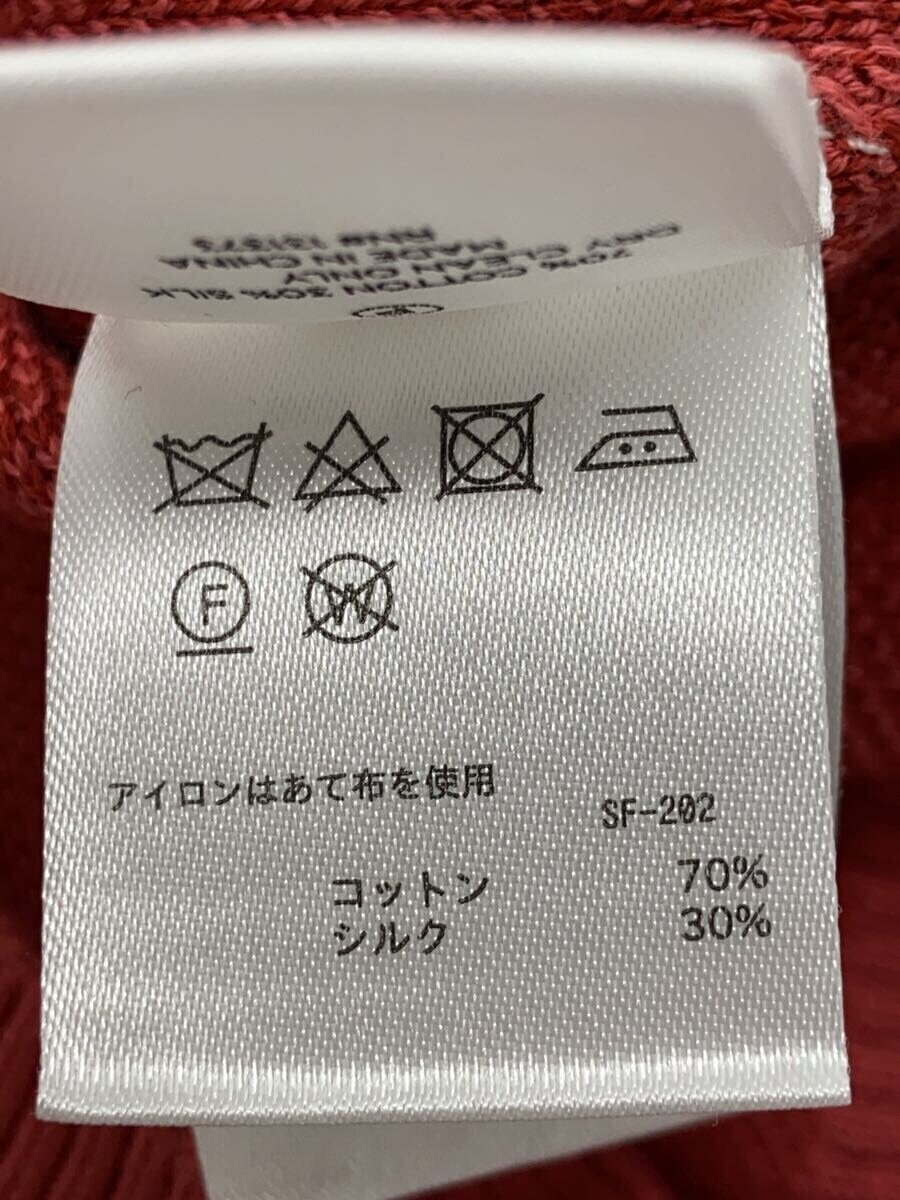 RN# 131373
MADE IN CHINA
DRY CLEAN ONLY
70% COTTON 30% SILK
F
W
アイロンはあて布を使用
SF-202
コットン 70%
シルク 30%